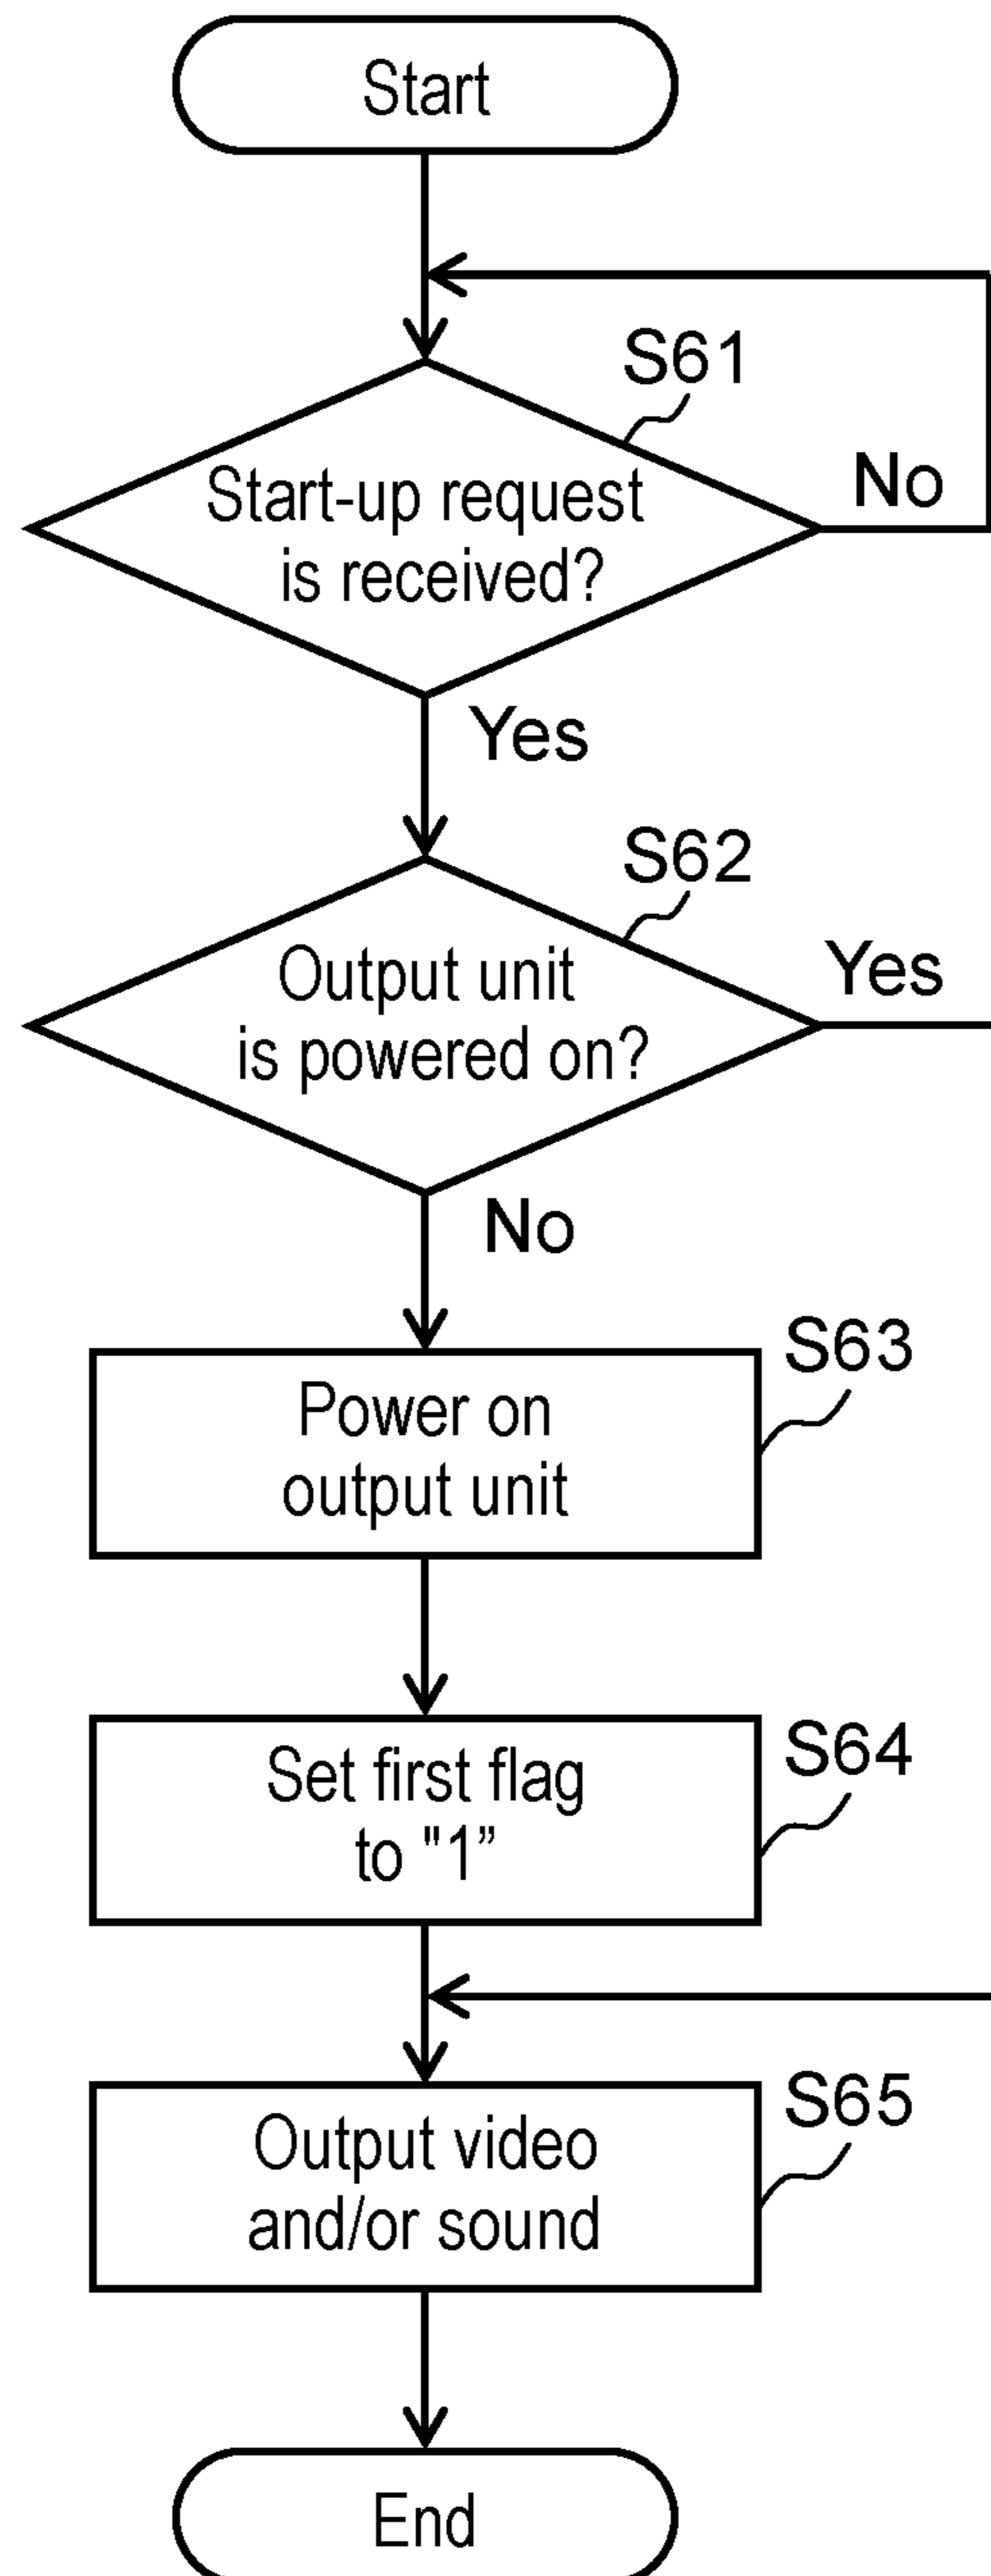 Start
S61
Start-up request
is received?
No
Yes
S62
Output unit
is powered on?
Yes
No
S63
Power on
output unit
S64
Set first flag
to "1”
S65
Output video
and/or sound
End